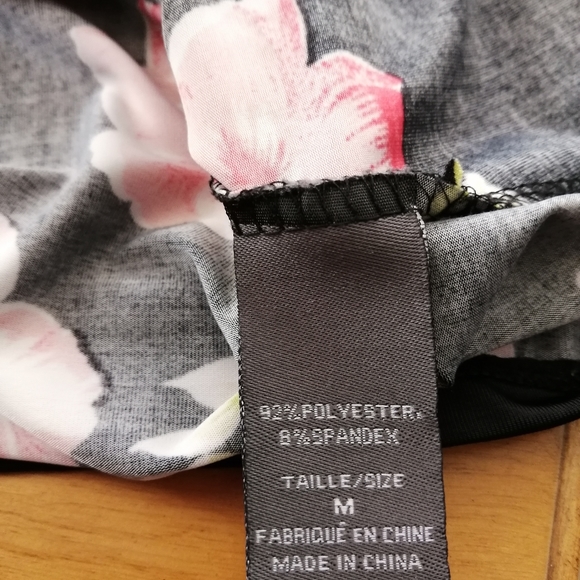 92%POLYESTER,
8%SPANDEX
TAILLE/SIZE
M
FABRIQUÉ EN CHINE
MADE IN CHINA